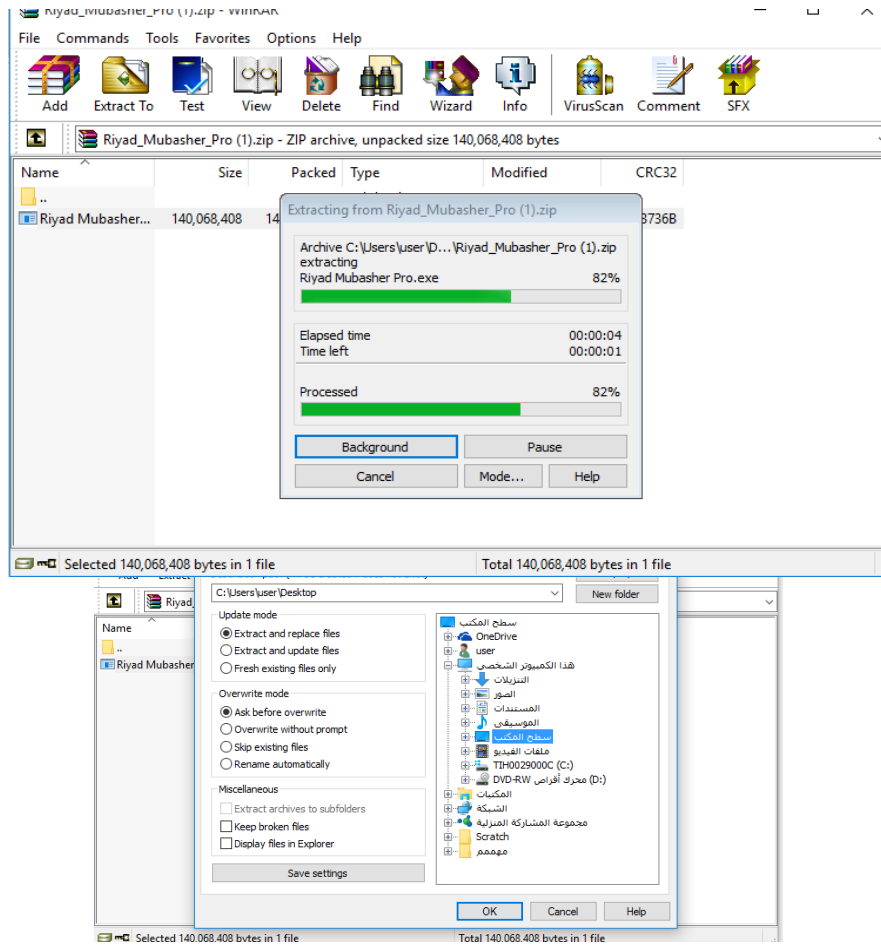 Riyad_Mubasher_Pro (1).zip - WinRAR
File Commands Tools Favorites Options Help
Add Extract To Test View Delete Find Wizard Info VirusScan Comment SFX
Riyad_Mubasher_Pro (1).zip - ZIP archive, unpacked size 140,068,408 bytes
Name Size Packed Type Modified CRC32
..
Riyad Mubasher... 140,068,408 14 8736B
Extracting from Riyad_Mubasher_Pro (1).zip
Archive C:\Users\user\D...\Riyad_Mubasher_Pro (1).zip
extracting
Riyad Mubasher Pro.exe 82%
Elapsed time 00:00:04
Time left 00:00:01
Processed 82%
Background Pause
Cancel Mode... Help
Selected 140,068,408 bytes in 1 file Total 140,068,408 bytes in 1 file
C:\Users\user\Desktop New folder
Riyad
Name
..
Riyad Mubasher
Update mode
Extract and replace files
Extract and update files
Fresh existing files only
Overwrite mode
Ask before overwrite
Overwrite without prompt
Skip existing files
Rename automatically
Miscellaneous
Extract archives to subfolders
Keep broken files
Display files in Explorer
Save settings
سطح المكتب
OneDrive
user
هذا الكمبيوتر الشخصي
التنزيلات
الصور
المستندات
الموسيقى
سطح المكتب
ملفات الفيديو
TIH0029000C (C:)
محرك أقراص DVD-RW (D:)
المكتبات
الشبكة
مجموعة المشاركة المنزلية
Scratch
مهممم
OK Cancel Help
Selected 140,068,408 bytes in 1 file Total 140,068,408 bytes in 1 file